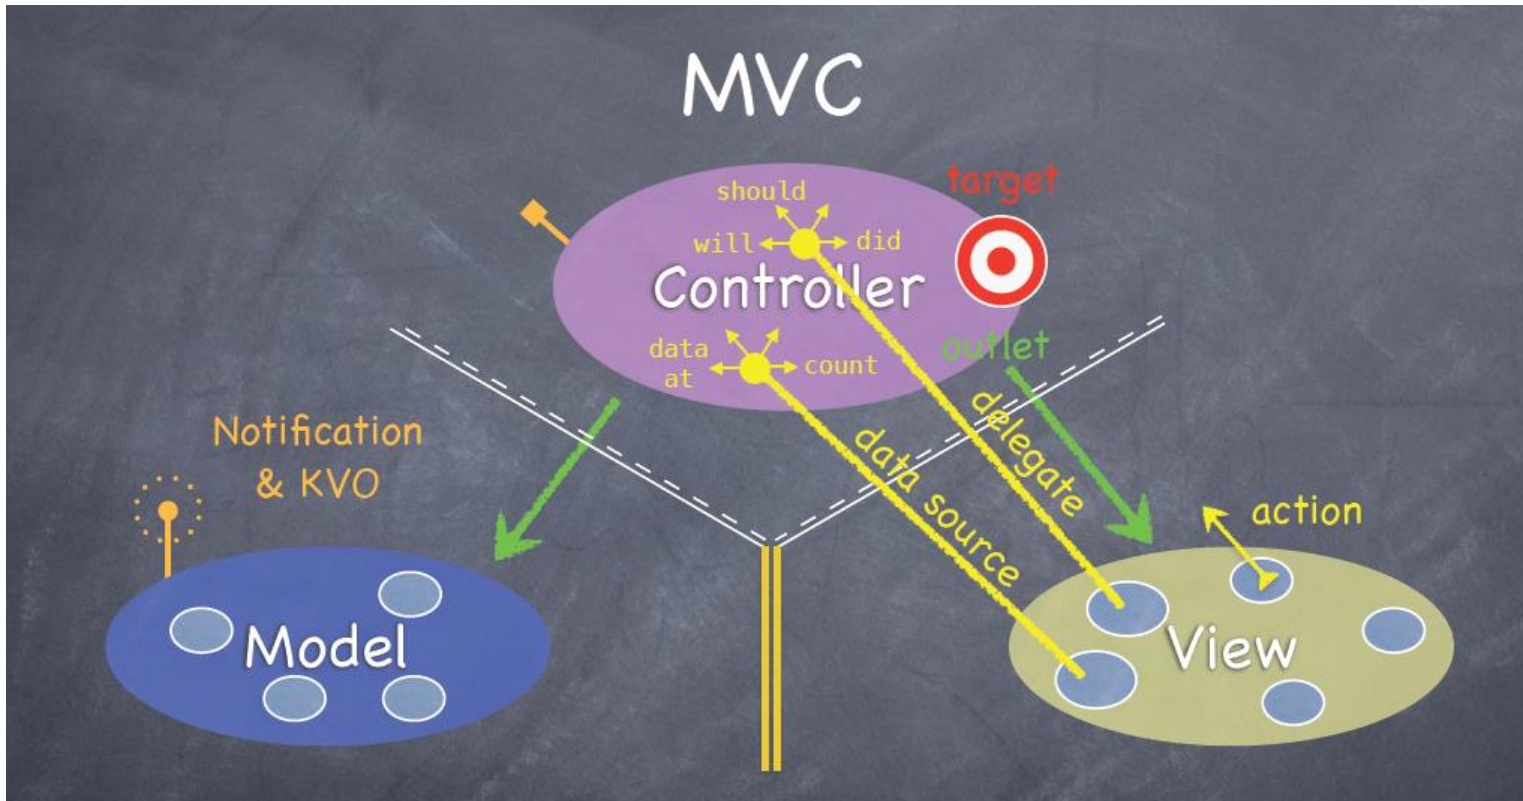 MVC
target
should
will
did
Controller
outlet
data
at
count
delegate
data source
Notification
& KVO
action
Model
View